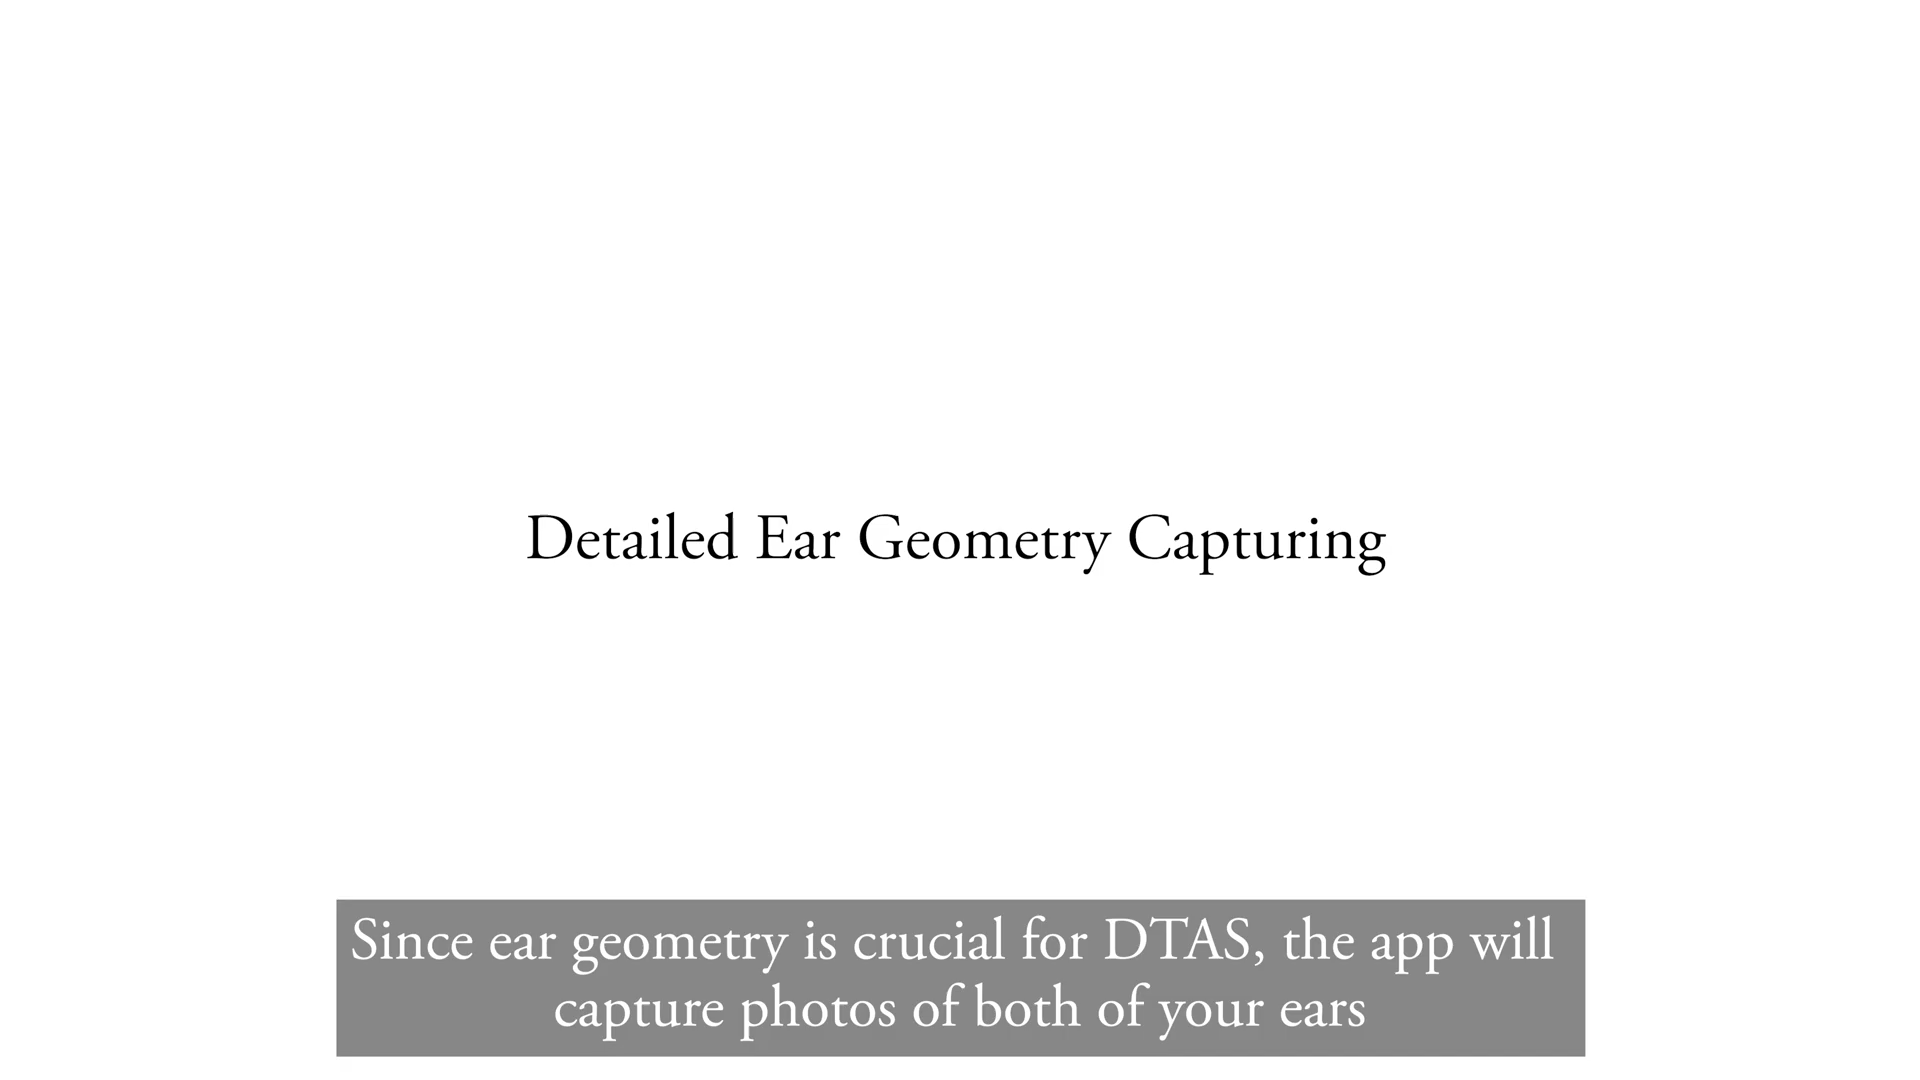 Detailed Ear Geometry Capturing
Since ear geometry is crucial for DTAS, the app will
capture photos of both of your ears